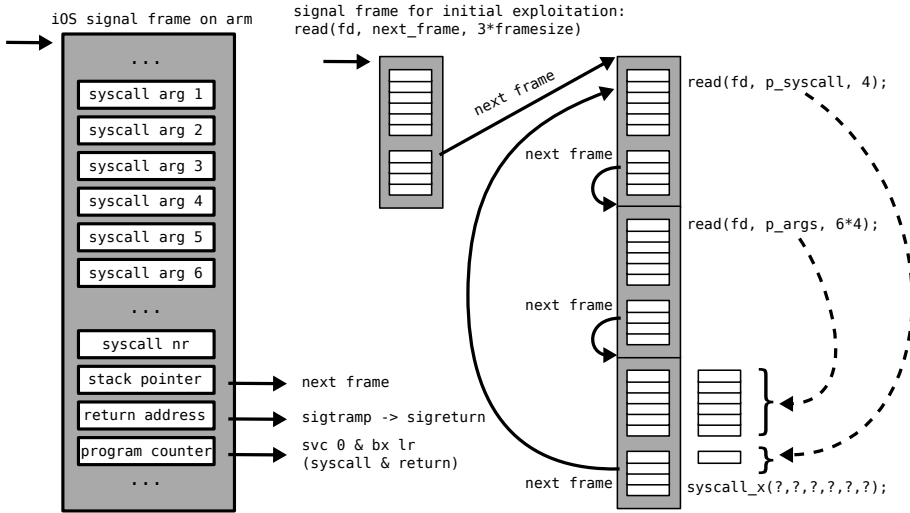 iOS signal frame on arm
...
syscall arg 1
syscall arg 2
syscall arg 3
syscall arg 4
syscall arg 5
syscall arg 6
...
syscall nr
stack pointer
return address
program counter
...
next frame
sigtramp -> sigreturn
svc 0 & bx lr
(syscall & return)
signal frame for initial exploitation:
read(fd, next_frame, 3*framesize)
next frame
read(fd, p_syscall, 4);
next frame
read(fd, p_args, 6*4);
next frame
next frame
syscall_x(?,?,?,?,?,?);